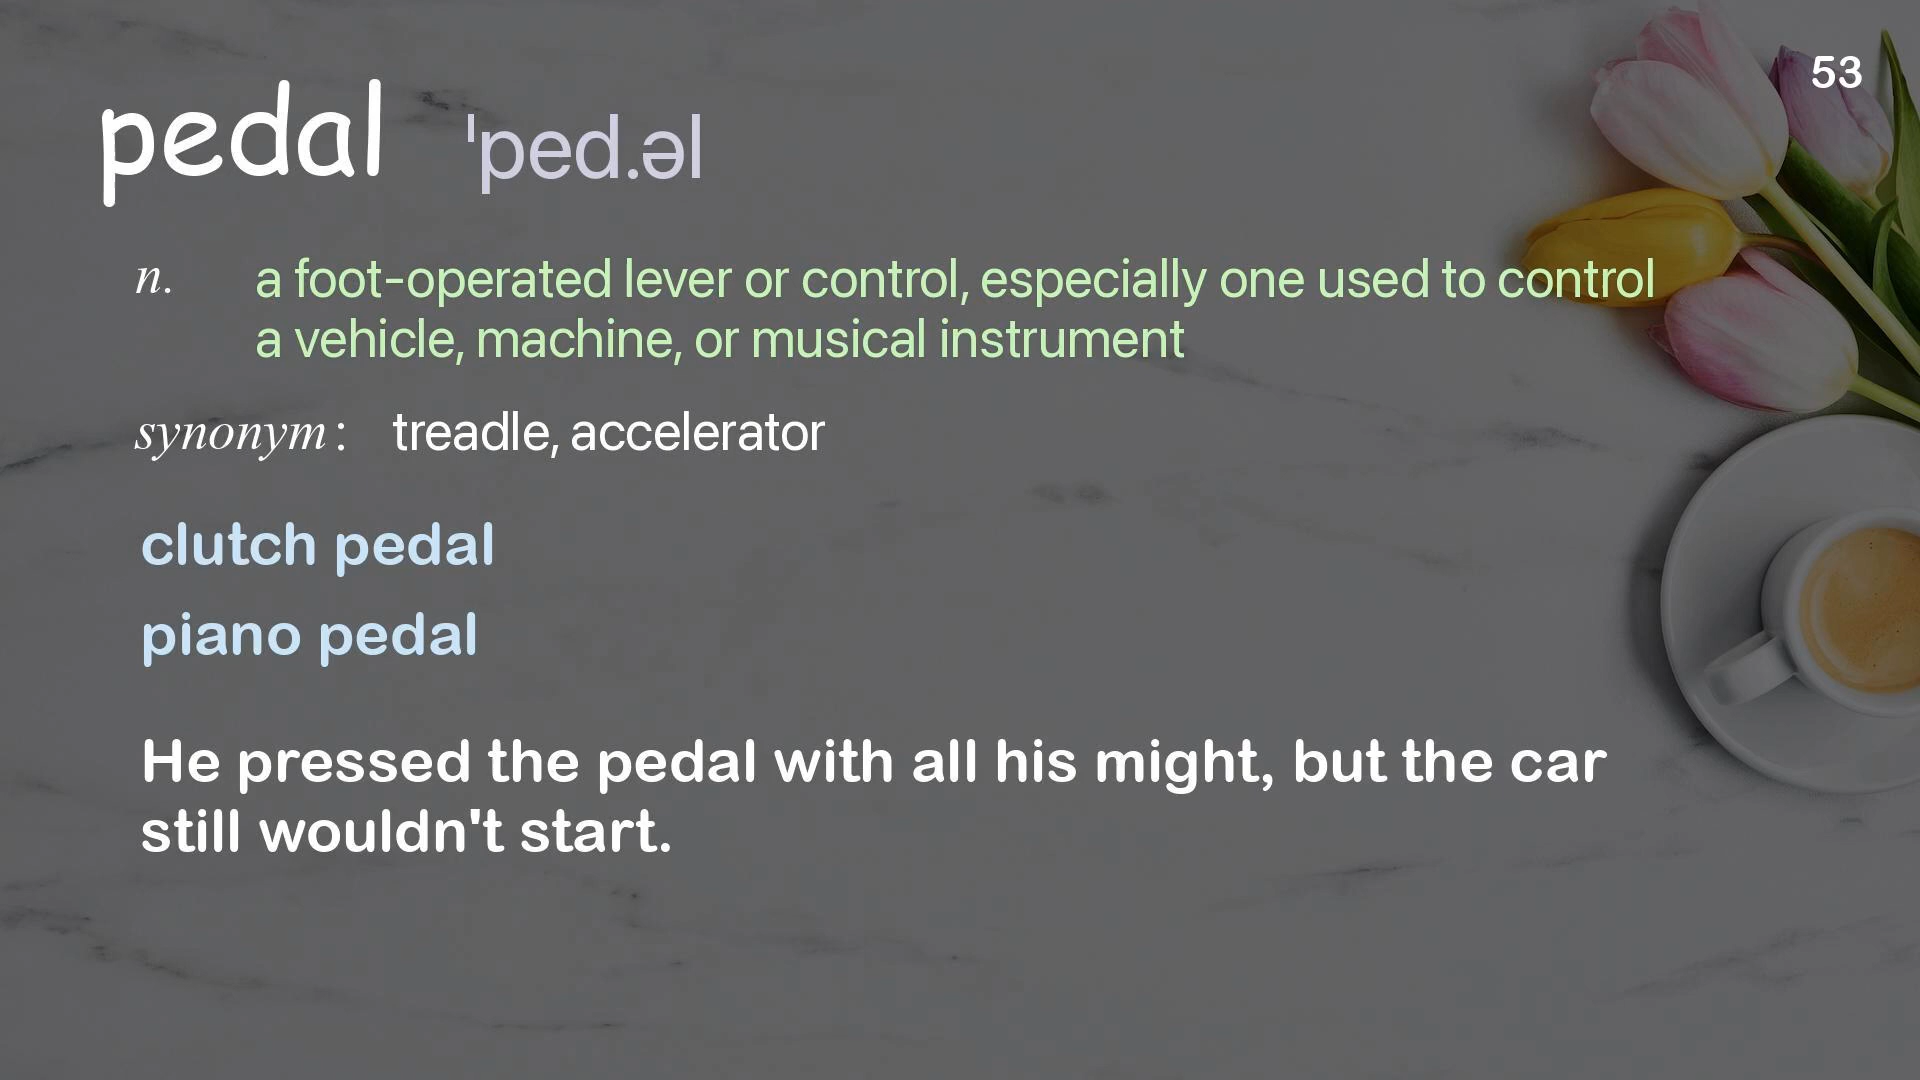 53
pedal ˈped.əl
n. a foot-operated lever or control, especially one used to control
a vehicle, machine, or musical instrument
synonym: treadle, accelerator
clutch pedal
piano pedal
He pressed the pedal with all his might, but the car
still wouldn't start.